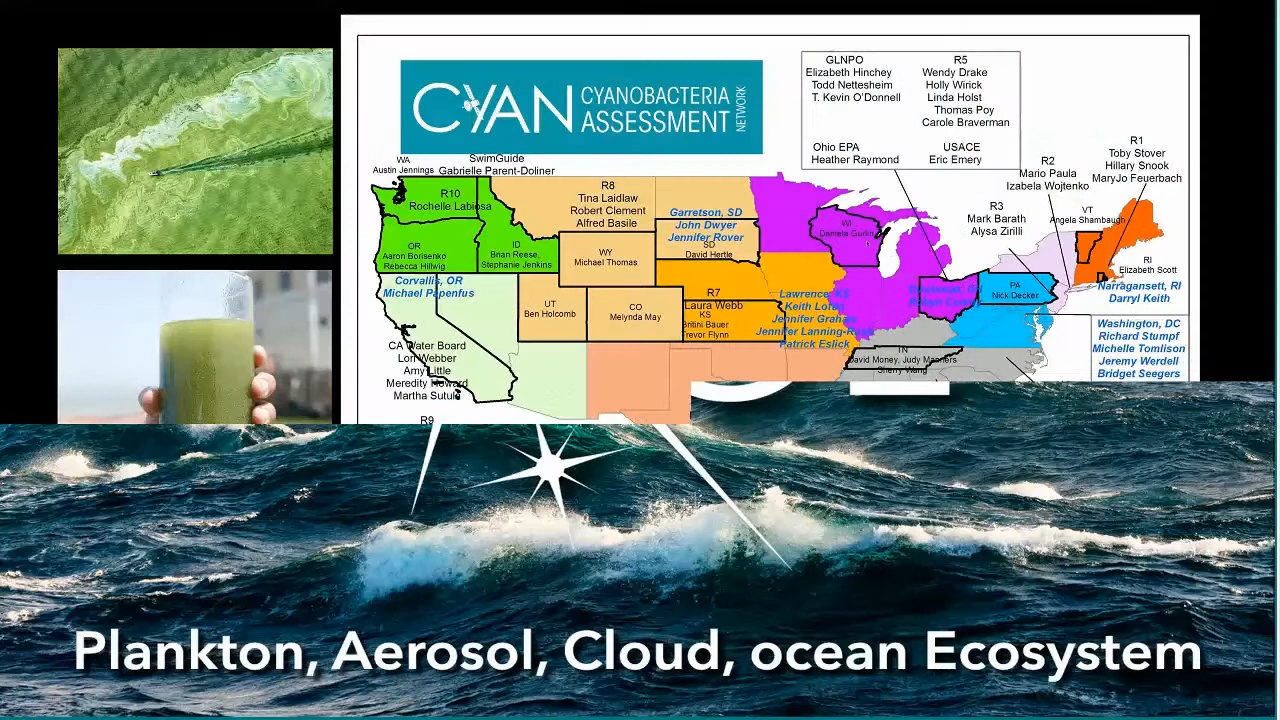 CYAN
CYANOBACTERIA
ASSESSMENT
NETWORK
GLNPO
Elizabeth Hinchey
Todd Nettesheim
T. Kevin O'Donnell
R5
Wendy Drake
Holly Wirick
Linda Holst
Thomas Poy
Carole Braverman
Ohio EPA
Heather Raymond
USACE
Eric Emery
WA
Austin Jennings
SwimGuide
Gabrielle Parent-Doliner
R1
Toby Stover
Hillary Snook
MaryJo Feuerbach
R2
Mario Paula
Izabela Wojtenko
R3
Mark Barath
Alysa Zirilli
R10
Rochelle Labiosa
R8
Tina Laidlaw
Robert Clement
Alfred Basile
Garretson, SD
John Dwyer
Jennifer Rover
SD
David Hertle
WI
VT
Angela Shambaugh
RI
Elizabeth Scott
OR
Aaron Borisenko
Rebecca Hillwig
ID
Brian Reese,
Stephanie Jenkins
WY
Michael Thomas
PA
Nick Decker
Narragansett, RI
Darryl Keith
Corvallis, OR
Michael Papenfus
UT
Ben Holcomb
CO
Melynda May
R7
Laura Webb
KS
Trevor Flynn
Lawrence, KS
Keith Loftin
Jennifer Graham
Patrick Eslick
Washington, DC
Richard Stumpf
Michelle Tomlison
Jeremy Werdell
Bridget Seegers
TN
David Money, Judy Manners
Sherry Wang
CA Water Board
Lori Webber
Amy Little
Meredity Howard
Martha Sutula
R9
Plankton, Aerosol, Cloud, ocean Ecosystem